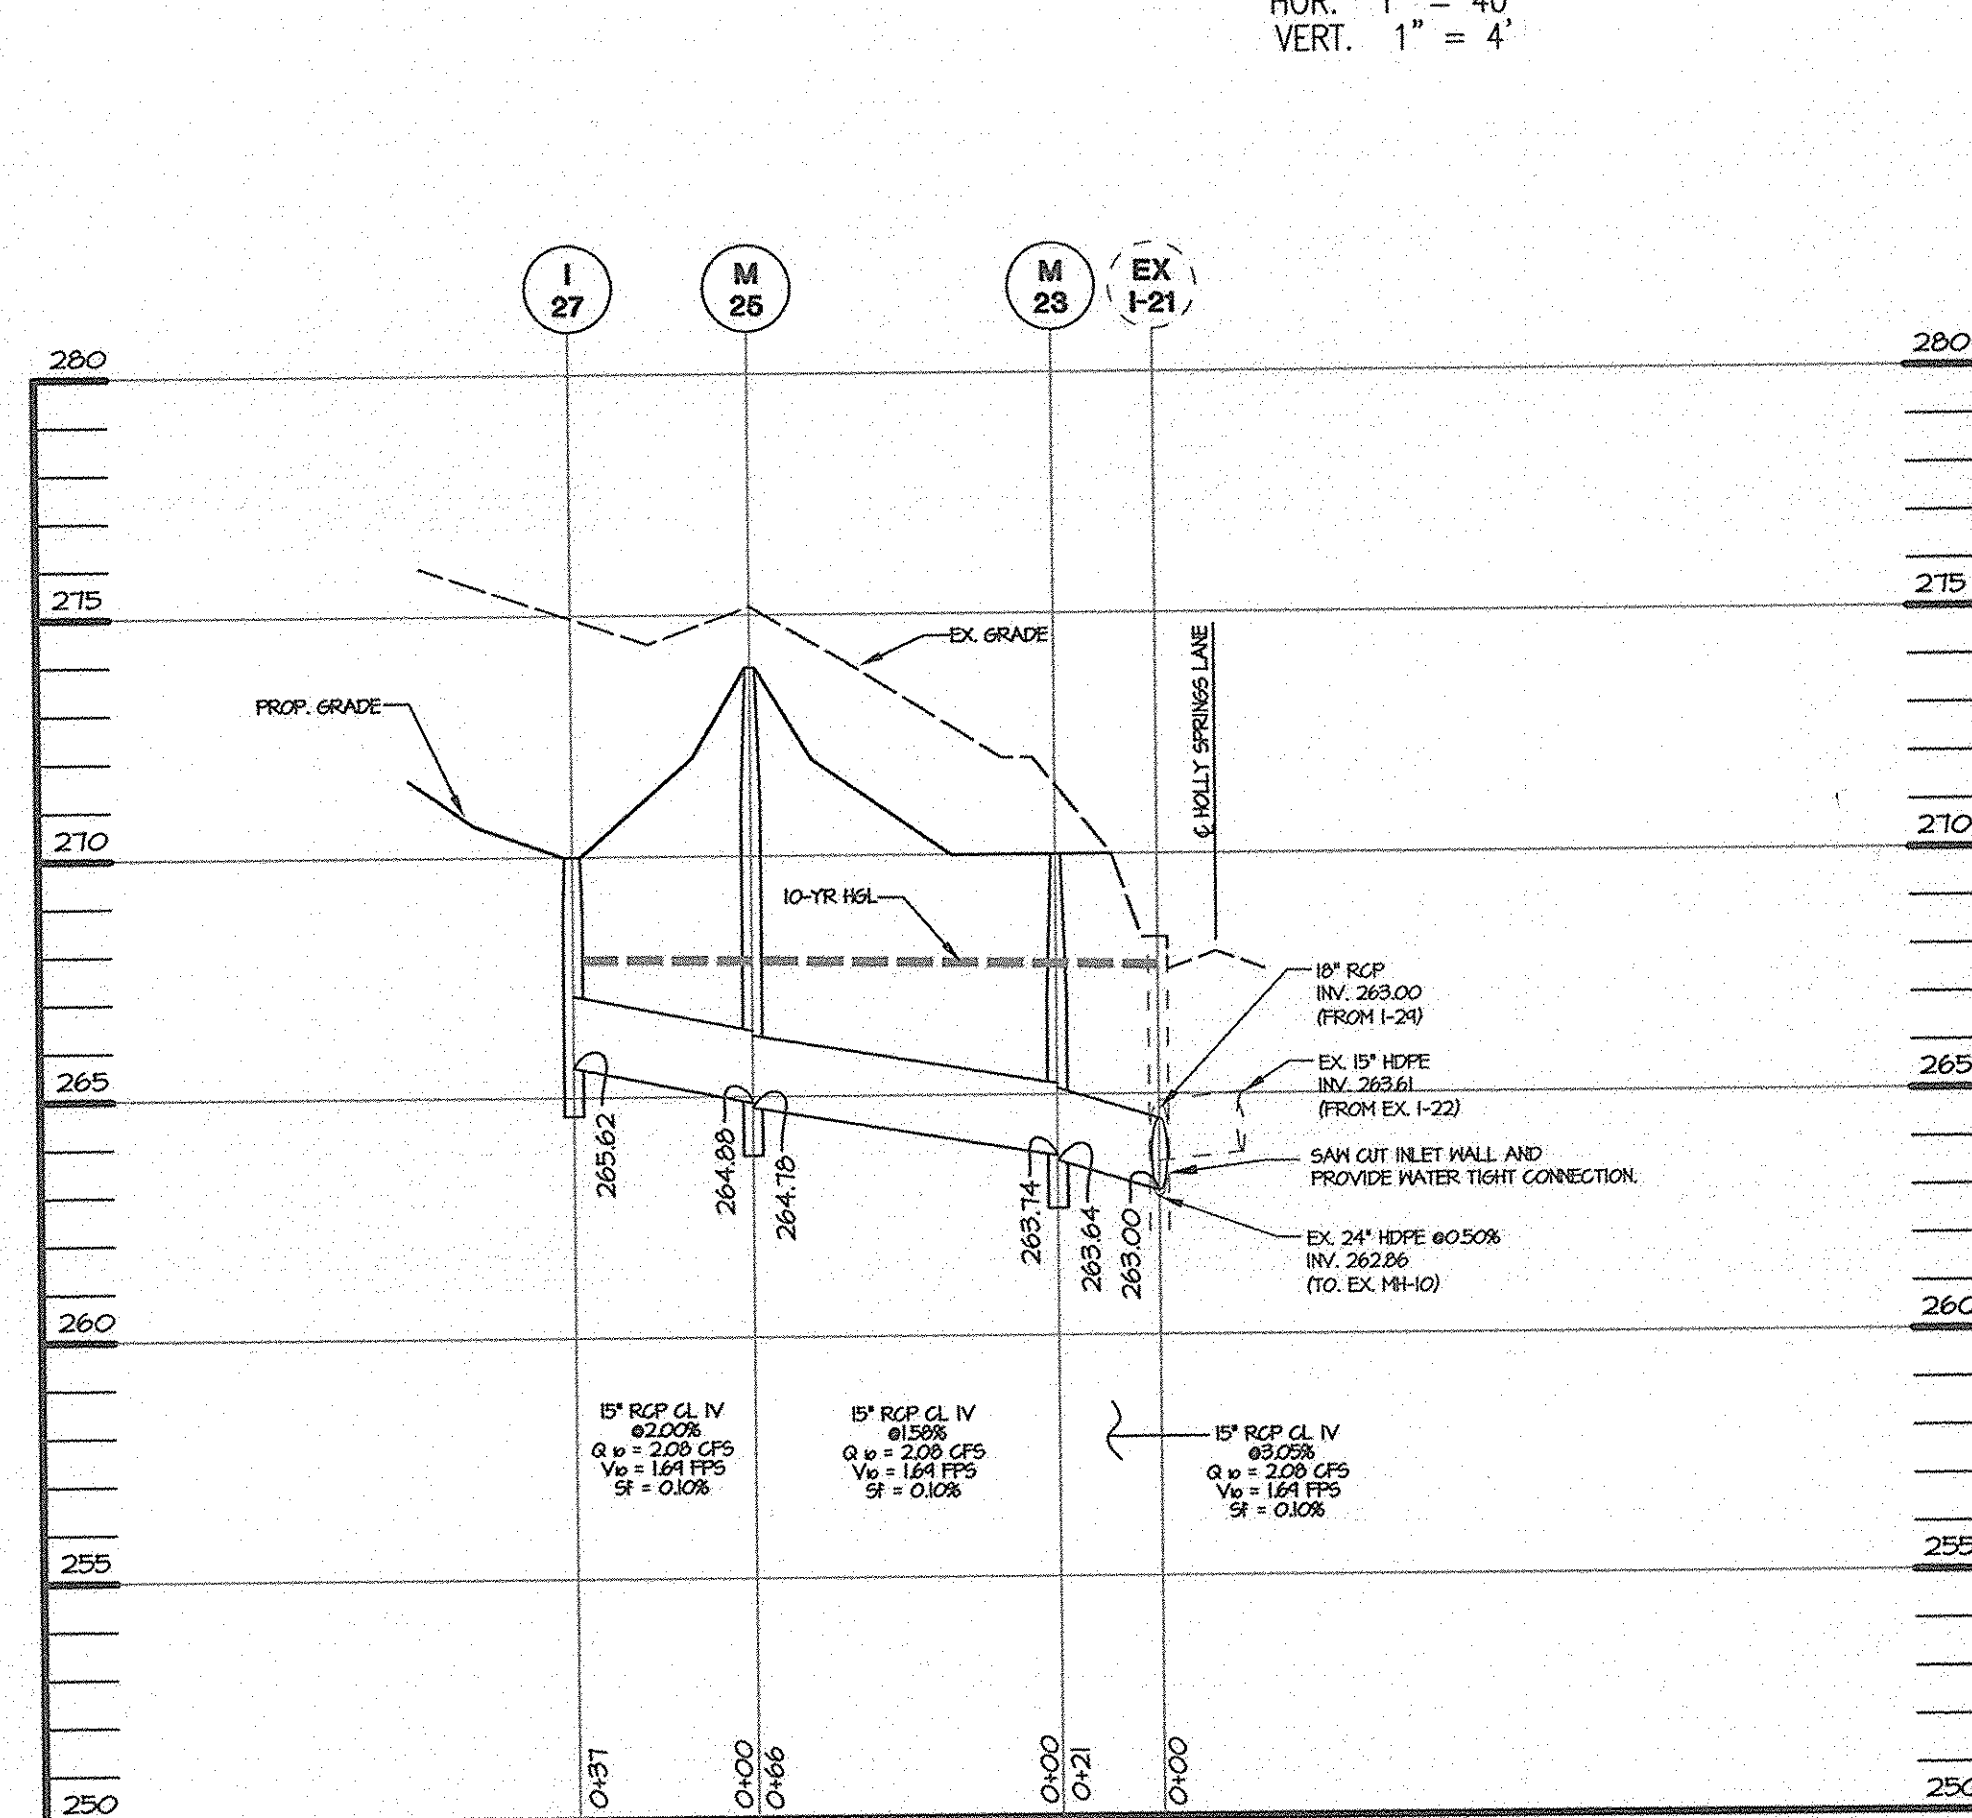 HOR. 1" = 40'
VERT. 1" = 4'
I
27
M
25
M
23
EX
I-21
280
280
275
275
EX. GRADE
PROP. GRADE
℄ HOLLY SPRINGS LANE
270
270
10-YR HGL
18" RCP
INV. 263.00
(FROM I-29)
EX. 15" HDPE
INV. 263.61
(FROM EX. I-22)
265
265
SAW CUT INLET WALL AND
PROVIDE WATER TIGHT CONNECTION.
265.62
264.88
264.78
263.74
263.64
263.00
EX. 24" HDPE @0.50%
INV. 262.86
(TO. EX. MH-10)
260
260
15" RCP CL IV
@2.00%
Q10 = 2.08 CFS
V10 = 1.69 FPS
Sf = 0.10%
15" RCP CL IV
@1.58%
Q10 = 2.08 CFS
V10 = 1.69 FPS
Sf = 0.10%
15" RCP CL IV
@3.05%
Q10 = 2.08 CFS
V10 = 1.69 FPS
Sf = 0.10%
255
255
0+37
0+00
0+66
0+00
0+21
0+00
250
250